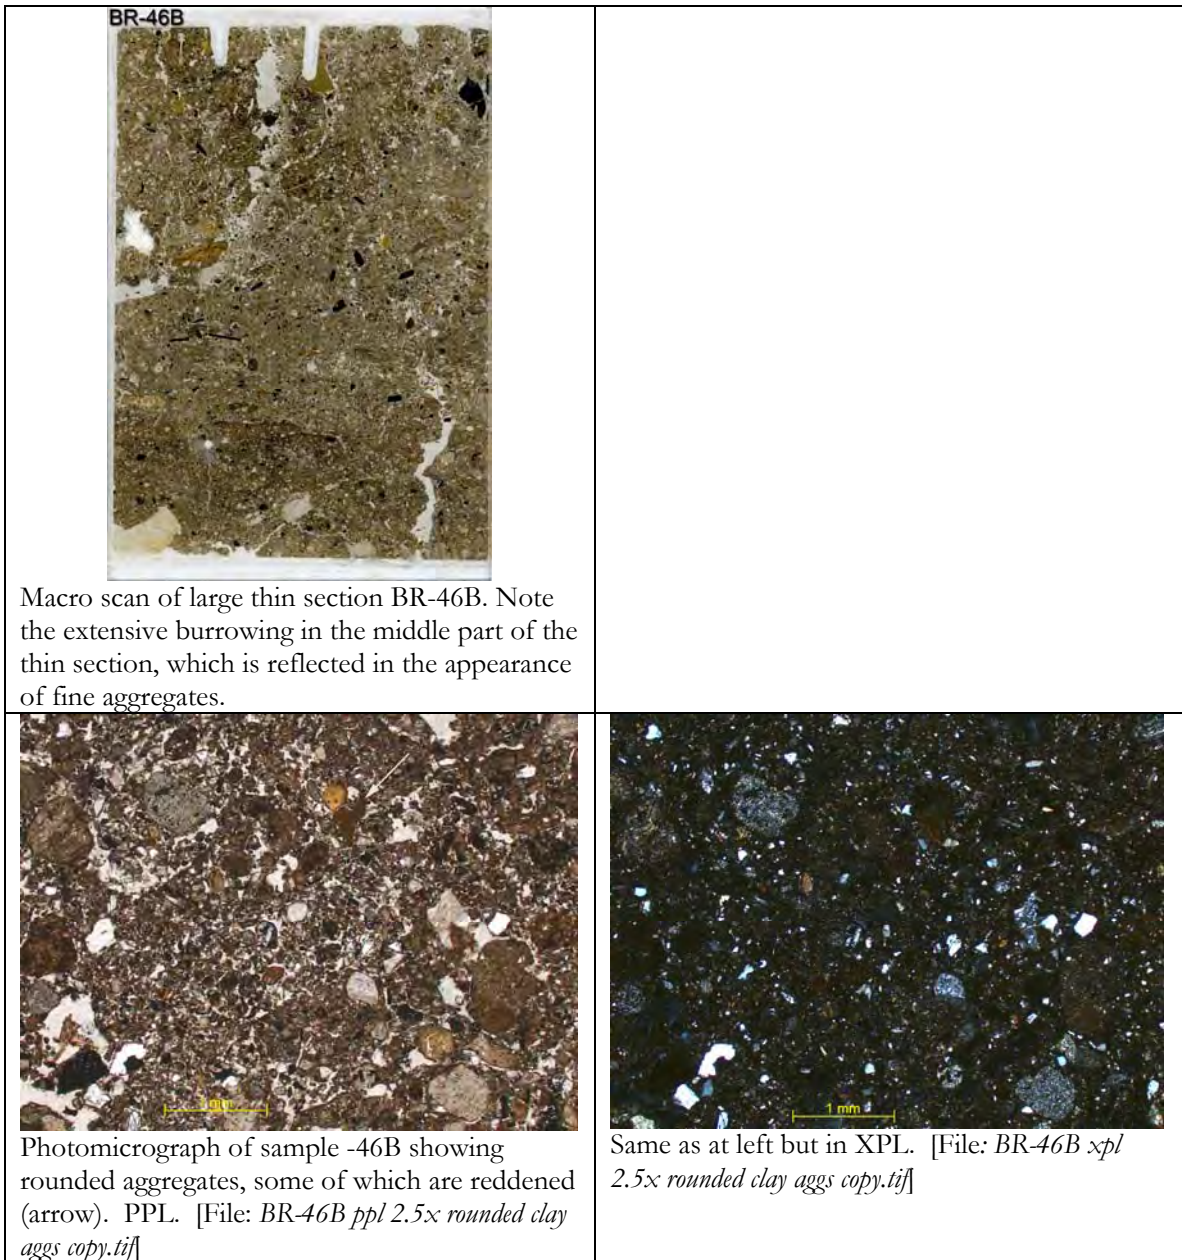 BR-46B
Macro scan of large thin section BR-46B. Note
the extensive burrowing in the middle part of the
thin section, which is reflected in the appearance
of fine aggregates.
1 mm
1 mm
Photomicrograph of sample -46B showing
rounded aggregates, some of which are reddened
(arrow). PPL. [File: BR-46B ppl 2.5x rounded clay
aggs copy.tif]
Same as at left but in XPL. [File: BR-46B xpl
2.5x rounded clay aggs copy.tif]